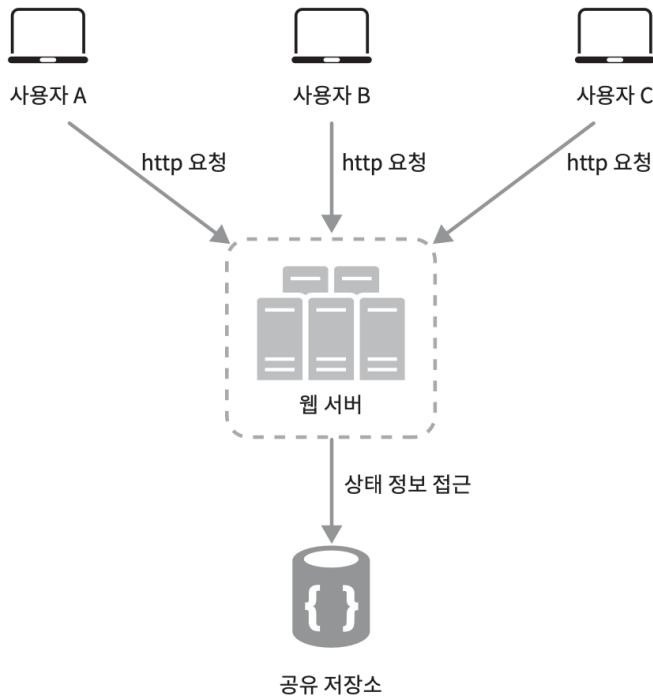 사용자 A
사용자 B
사용자 C
http 요청
http 요청
http 요청
웹 서버
상태 정보 접근
{ }
공유 저장소